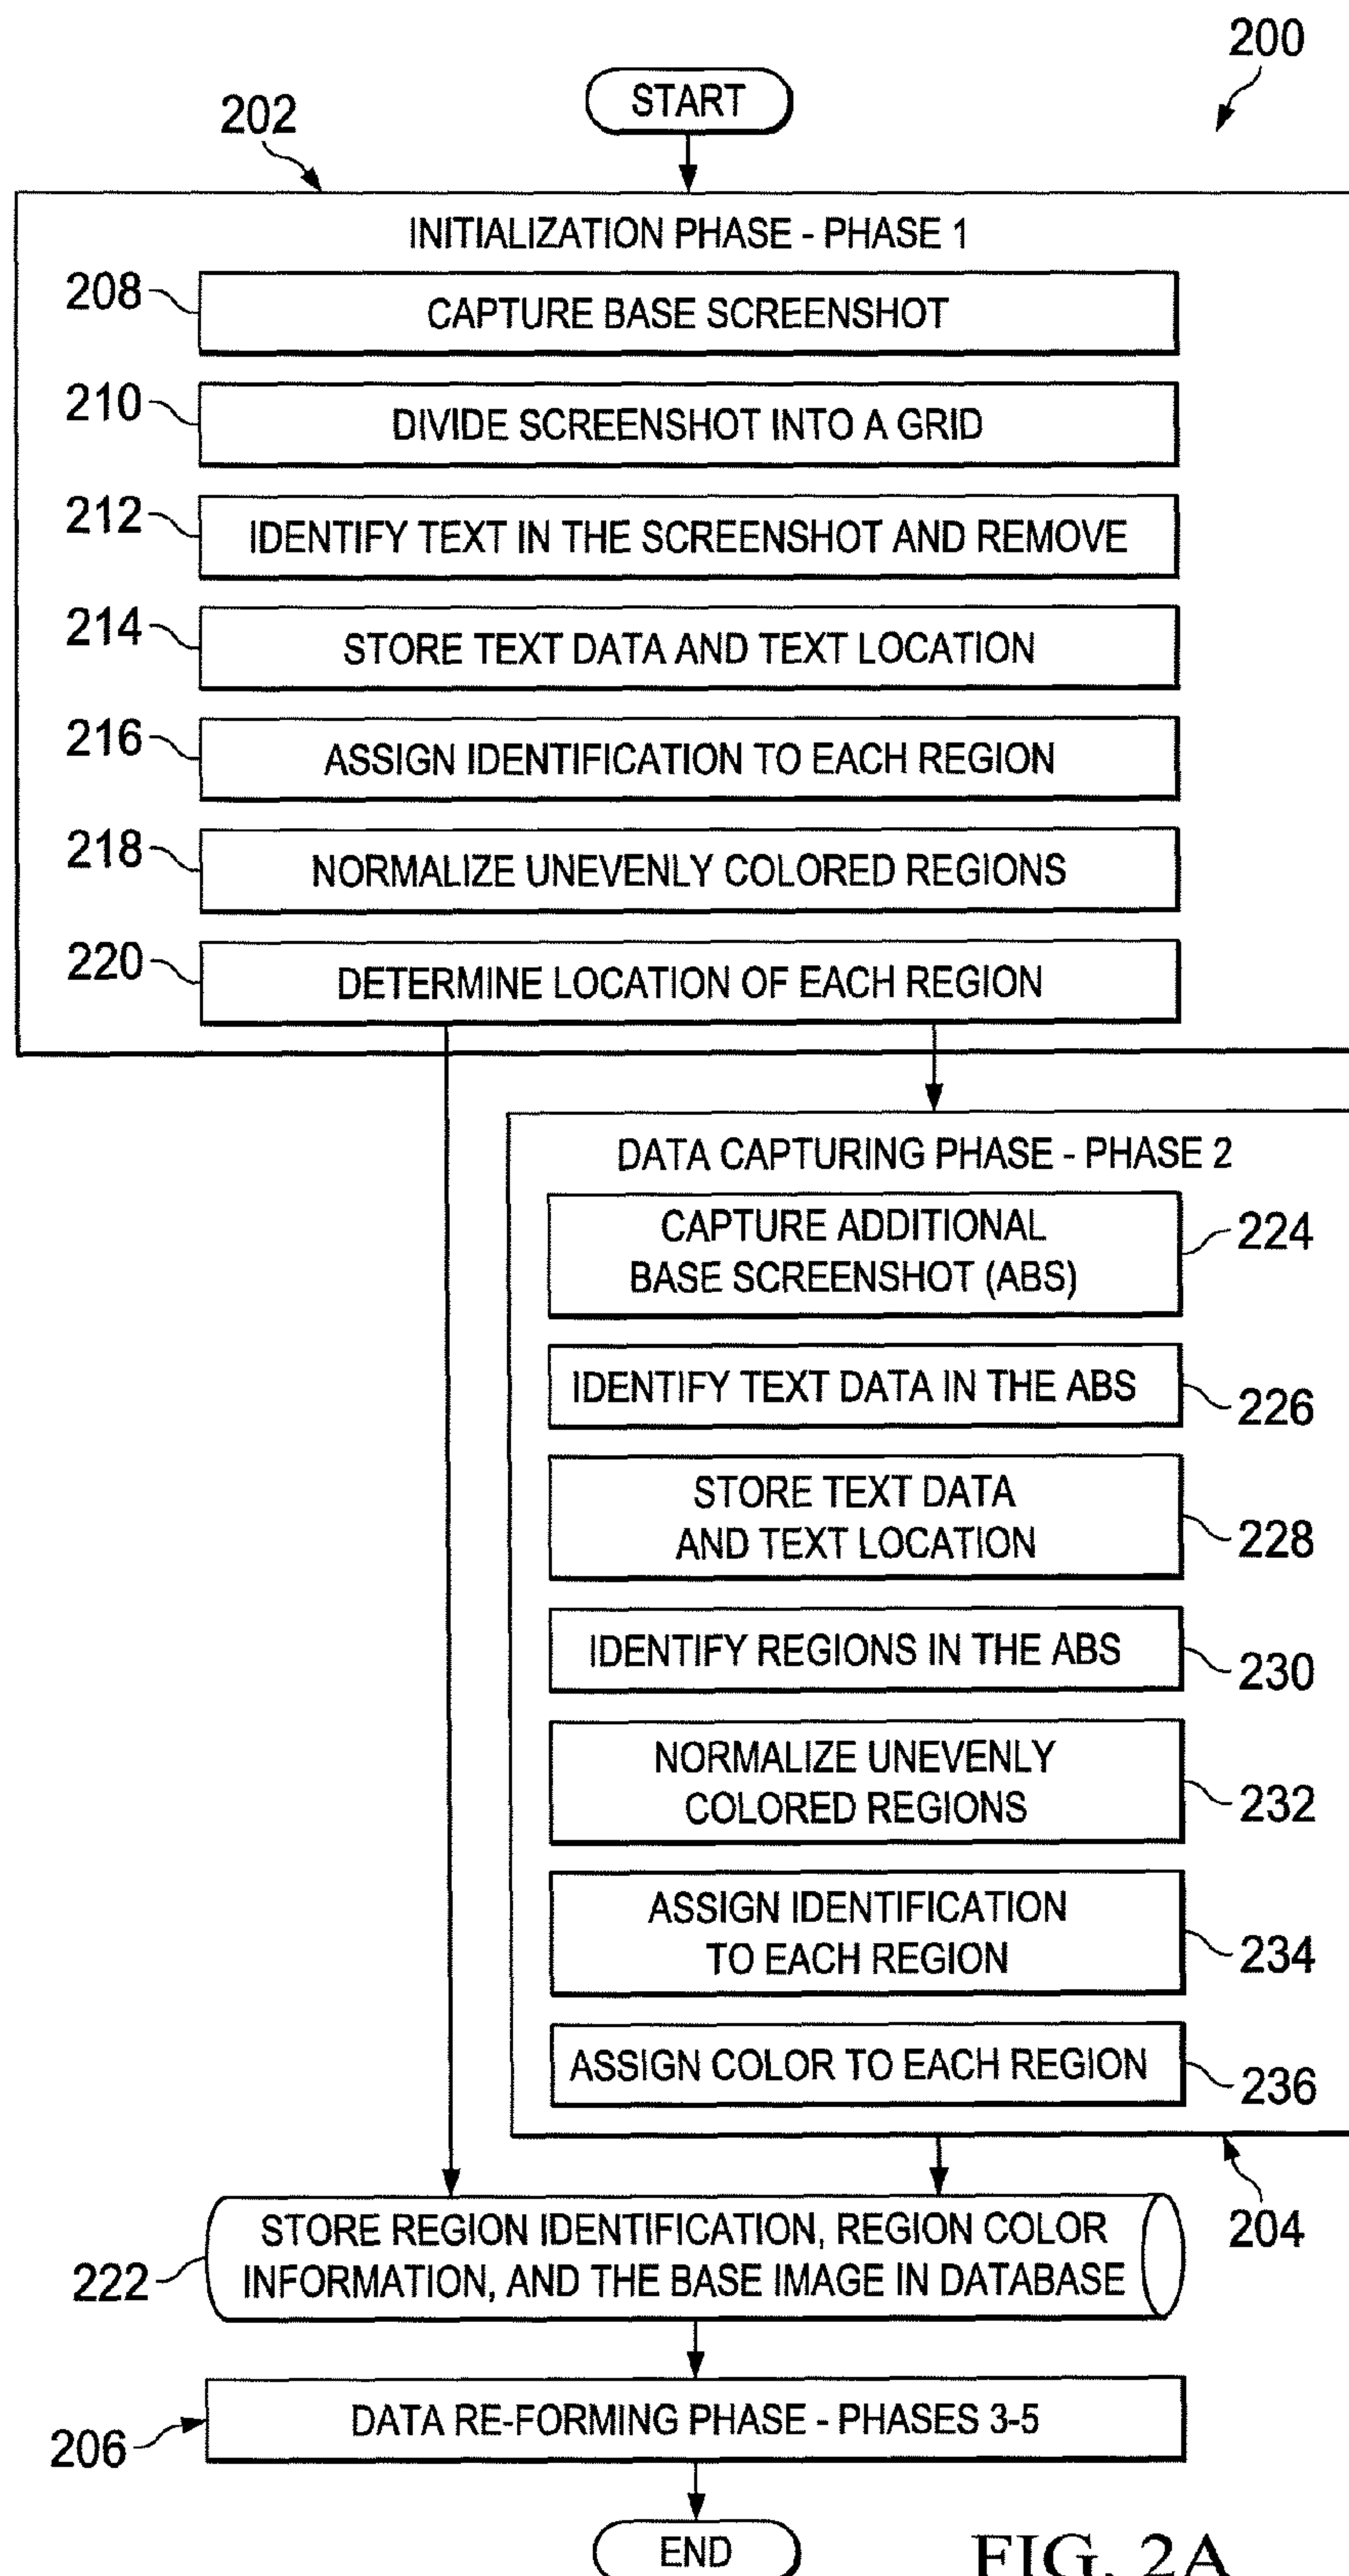 200
START
202
INITIALIZATION PHASE - PHASE 1
208
CAPTURE BASE SCREENSHOT
210
DIVIDE SCREENSHOT INTO A GRID
212
IDENTIFY TEXT IN THE SCREENSHOT AND REMOVE
214
STORE TEXT DATA AND TEXT LOCATION
216
ASSIGN IDENTIFICATION TO EACH REGION
218
NORMALIZE UNEVENLY COLORED REGIONS
220
DETERMINE LOCATION OF EACH REGION
DATA CAPTURING PHASE - PHASE 2
CAPTURE ADDITIONAL
BASE SCREENSHOT (ABS)
224
IDENTIFY TEXT DATA IN THE ABS
226
STORE TEXT DATA
AND TEXT LOCATION
228
IDENTIFY REGIONS IN THE ABS
230
NORMALIZE UNEVENLY
COLORED REGIONS
232
ASSIGN IDENTIFICATION
TO EACH REGION
234
ASSIGN COLOR TO EACH REGION
236
204
222
STORE REGION IDENTIFICATION, REGION COLOR
INFORMATION, AND THE BASE IMAGE IN DATABASE
206
DATA RE-FORMING PHASE - PHASES 3-5
END
FIG. 2A